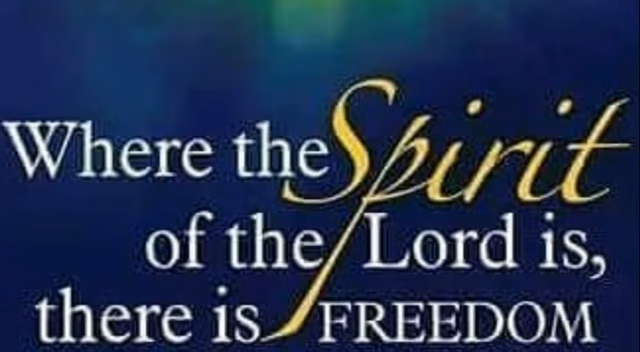 Where the Spirit
of the Lord is,
there is FREEDOM